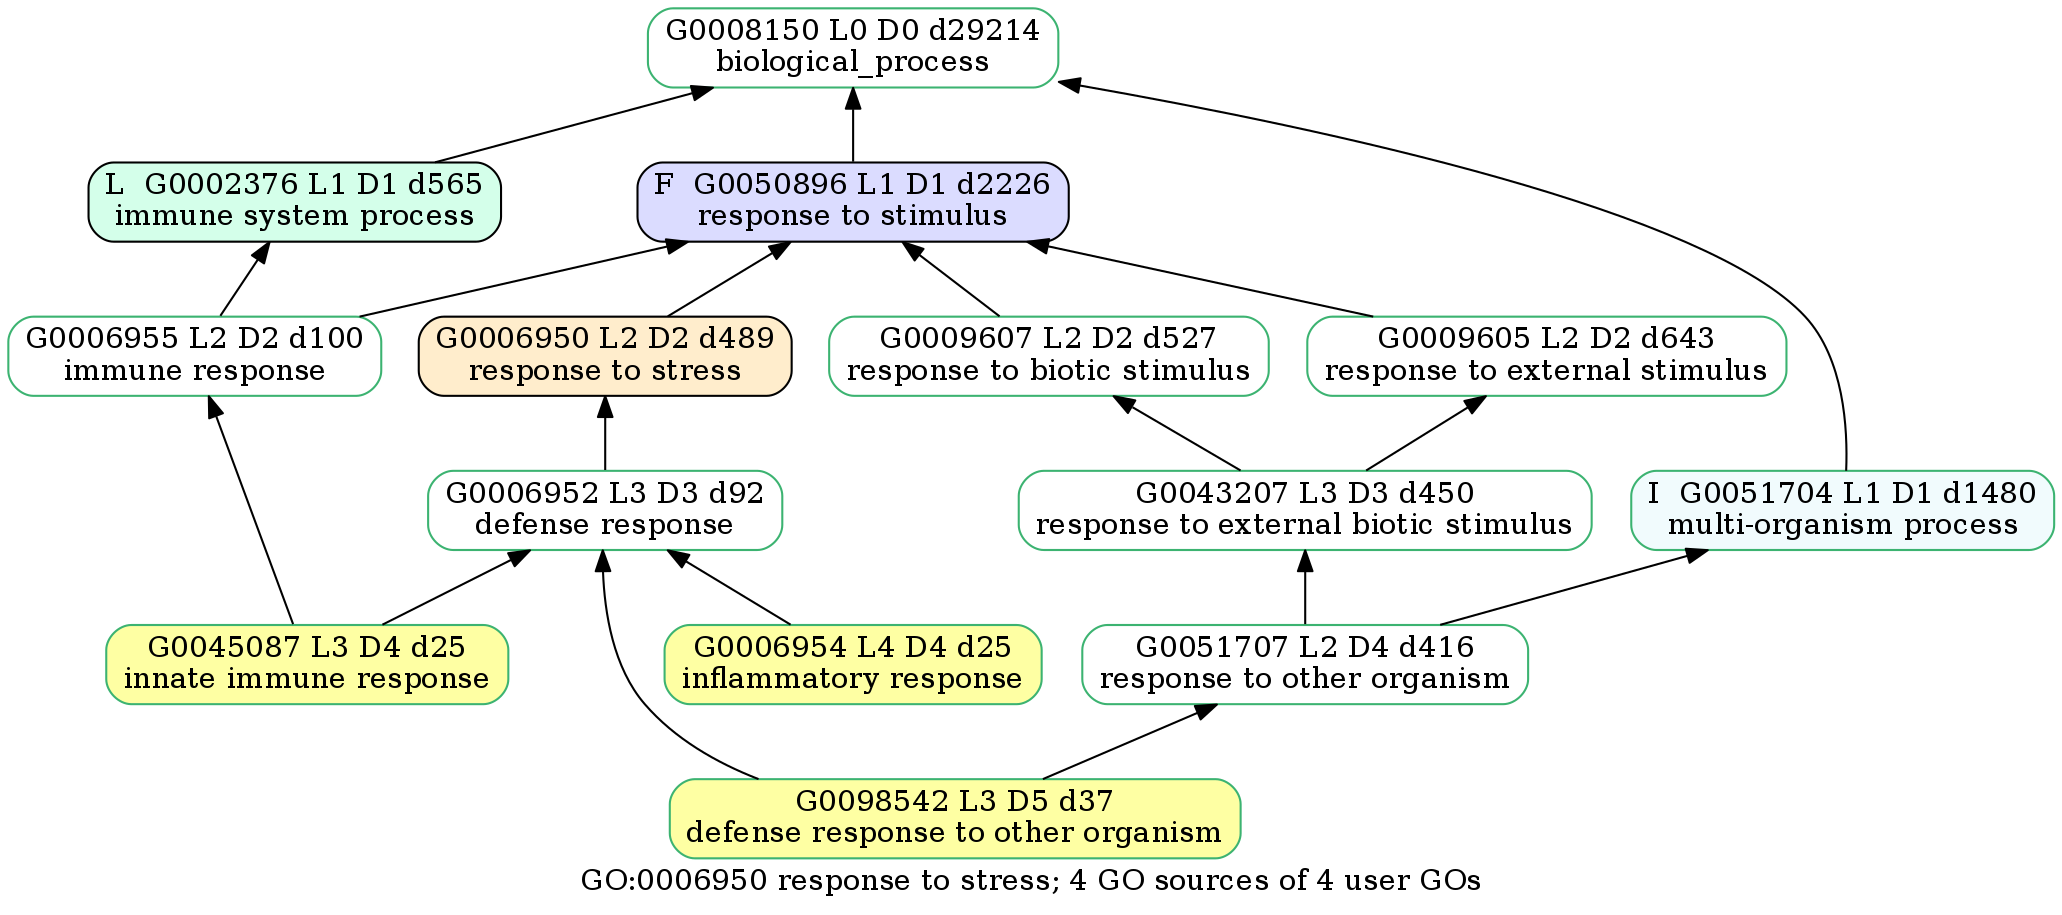 G0008150 L0 D0 d29214
biological_process
L  G0002376 L1 D1 d565
immune system process
F  G0050896 L1 D1 d2226
response to stimulus
G0006955 L2 D2 d100
immune response
G0006950 L2 D2 d489
response to stress
G0009607 L2 D2 d527
response to biotic stimulus
G0009605 L2 D2 d643
response to external stimulus
G0006952 L3 D3 d92
defense response
G0043207 L3 D3 d450
response to external biotic stimulus
I  G0051704 L1 D1 d1480
multi-organism process
G0045087 L3 D4 d25
innate immune response
G0006954 L4 D4 d25
inflammatory response
G0051707 L2 D4 d416
response to other organism
G0098542 L3 D5 d37
defense response to other organism
GO:0006950 response to stress; 4 GO sources of 4 user GOs